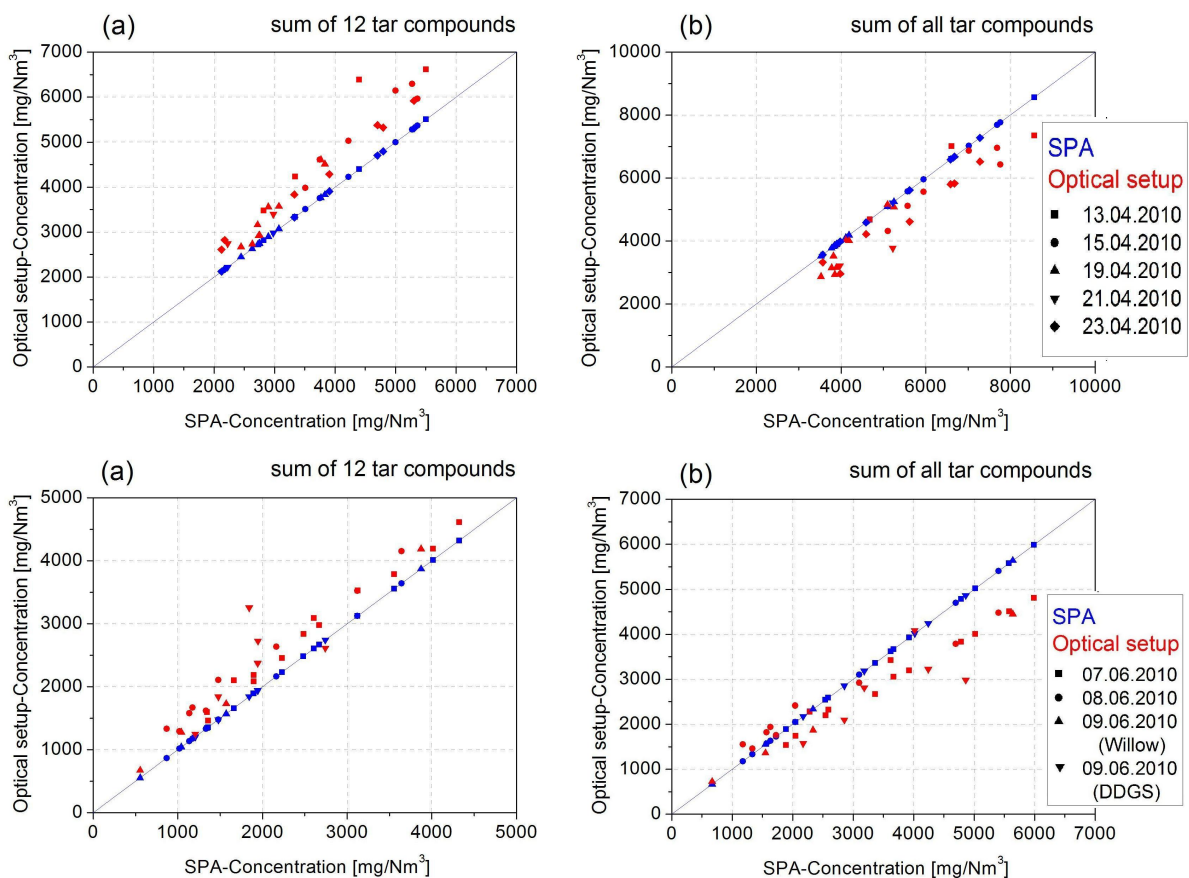 (a)
sum of 12 tar compounds
7000
6000
5000
4000
3000
2000
1000
0
Optical setup-Concentration [mg/Nm³]
0 1000 2000 3000 4000 5000 6000 7000
SPA-Concentration [mg/Nm³]
(b)
sum of all tar compounds
10000
8000
6000
4000
2000
0
Optical setup-Concentration [mg/Nm³]
0 2000 4000 6000 8000 10000
SPA-Concentration [mg/Nm³]
SPA
Optical setup
13.04.2010
15.04.2010
19.04.2010
21.04.2010
23.04.2010
(a)
sum of 12 tar compounds
5000
4000
3000
2000
1000
0
Optical setup-Concentration [mg/Nm³]
0 1000 2000 3000 4000 5000
SPA-Concentration [mg/Nm³]
(b)
sum of all tar compounds
7000
6000
5000
4000
3000
2000
1000
0
Optical setup-Concentration [mg/Nm³]
0 1000 2000 3000 4000 5000 6000 7000
SPA-Concentration [mg/Nm³]
SPA
Optical setup
07.06.2010
08.06.2010
09.06.2010
(Willow)
09.06.2010
(DDGS)